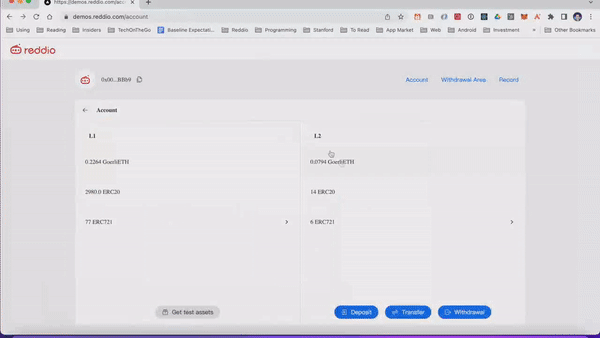 https://demos.reddio.com/acc
demos.reddio.com/account
Using
Reading
Insiders
TechOnTheGo
Baseline Expectati...
Reddio
Programming
Stanford
To Read
App Market
Web
Android
Investment
»
Other Bookmarks
reddio
0x00...BBb9
Account
Withdrawal Area
Record
Account
L1
L2
0.2264 GoerliETH
0.0794 GoerliETH
2980.0 ERC20
14 ERC20
77 ERC721
6 ERC721
Get test assets
Deposit
Transfer
Withdrawal